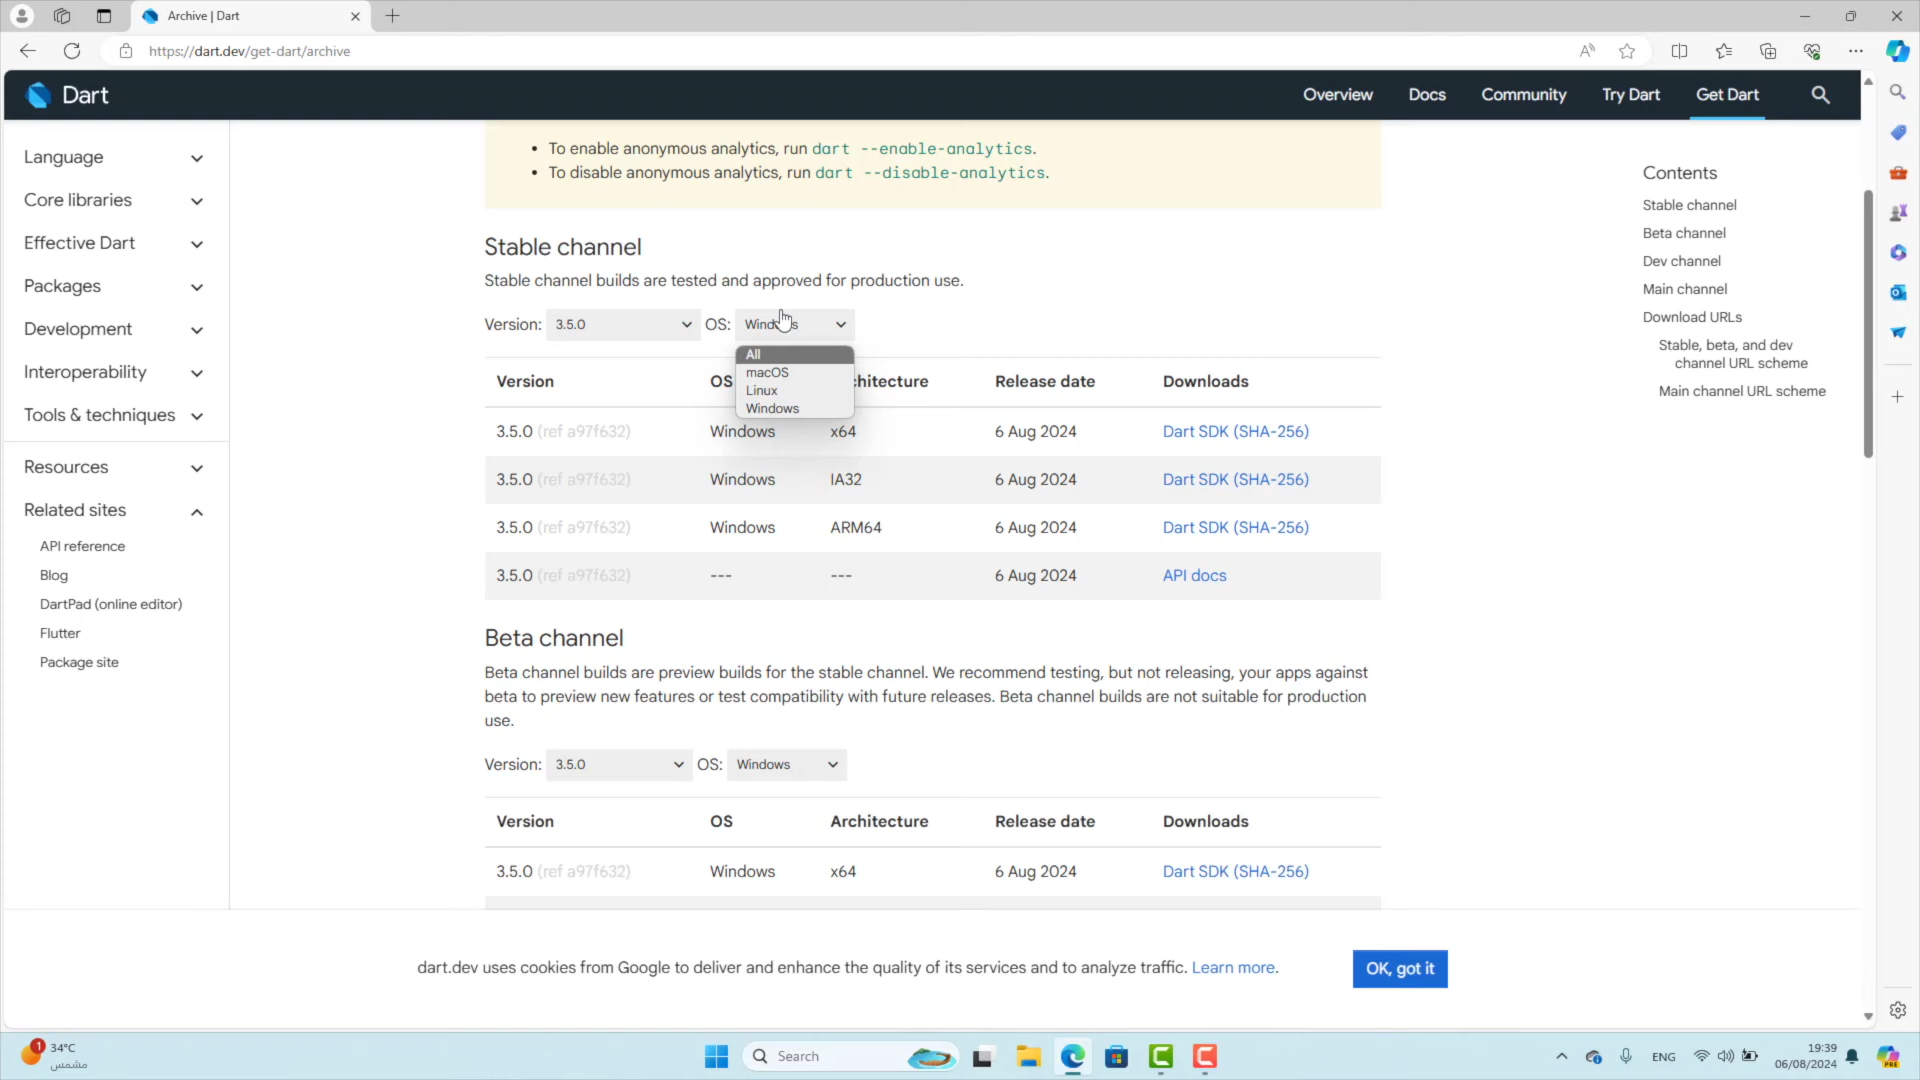 Archive | Dart
https://dart.dev/get-dart/archive
Dart
Overview
Docs
Community
Try Dart
Get Dart
Language
Core libraries
Effective Dart
Packages
Development
Interoperability
Tools & techniques
Resources
Related sites
API reference
Blog
DartPad (online editor)
Flutter
Package site
• To enable anonymous analytics, run dart --enable-analytics.
• To disable anonymous analytics, run dart --disable-analytics.
Stable channel
Stable channel builds are tested and approved for production use.
Version: 3.5.0 OS: Windows
All
macOS
Linux
Windows
Version OS chitecture Release date Downloads
3.5.0 (ref a97f632) Windows x64 6 Aug 2024 Dart SDK (SHA-256)
3.5.0 (ref a97f632) Windows IA32 6 Aug 2024 Dart SDK (SHA-256)
3.5.0 (ref a97f632) Windows ARM64 6 Aug 2024 Dart SDK (SHA-256)
3.5.0 (ref a97f632) --- --- 6 Aug 2024 API docs
Beta channel
Beta channel builds are preview builds for the stable channel. We recommend testing, but not releasing, your apps against
beta to preview new features or test compatibility with future releases. Beta channel builds are not suitable for production
use.
Version: 3.5.0 OS: Windows
Version OS Architecture Release date Downloads
3.5.0 (ref a97f632) Windows x64 6 Aug 2024 Dart SDK (SHA-256)
Contents
Stable channel
Beta channel
Dev channel
Main channel
Download URLs
Stable, beta, and dev
channel URL scheme
Main channel URL scheme
dart.dev uses cookies from Google to deliver and enhance the quality of its services and to analyze traffic. Learn more.
OK, got it
1
34°C
مشمس
Search
ENG
19:39
06/08/2024
PRE